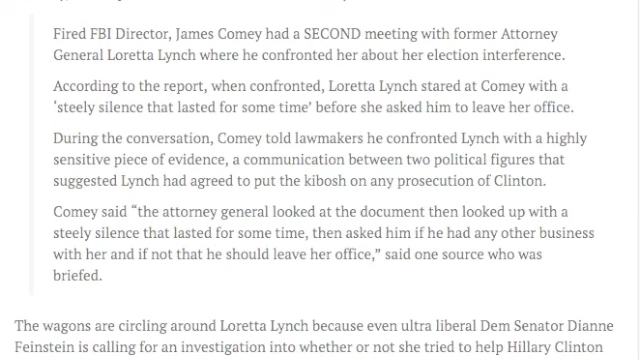 Fired FBI Director, James Comey had a SECOND meeting with former Attorney
General Loretta Lynch where he confronted her about her election interference.
According to the report, when confronted, Loretta Lynch stared at Comey with a
'steely silence that lasted for some time' before she asked him to leave her office.
During the conversation, Comey told lawmakers he confronted Lynch with a highly
sensitive piece of evidence, a communication between two political figures that
suggested Lynch had agreed to put the kibosh on any prosecution of Clinton.
Comey said “the attorney general looked at the document then looked up with a
steely silence that lasted for some time, then asked him if he had any other business
with her and if not that he should leave her office,” said one source who was
briefed.
The wagons are circling around Loretta Lynch because even ultra liberal Dem Senator Dianne
Feinstein is calling for an investigation into whether or not she tried to help Hillary Clinton